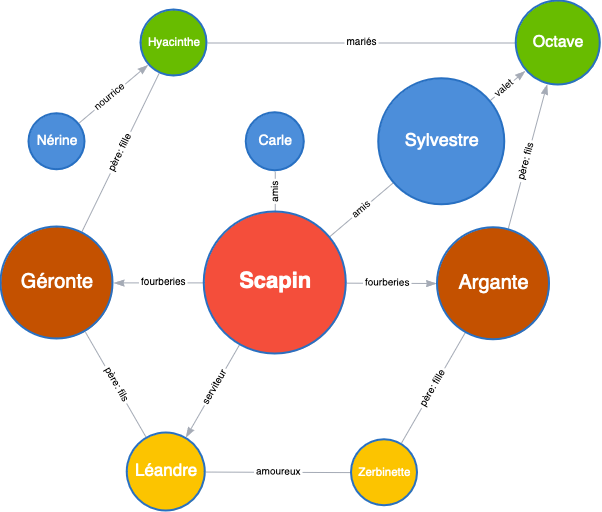 Hyacinthe
mariés
Octave
nourrice
valet
Nérine
père: fille
Carle
Sylvestre
père: fils
amis
amis
Géronte
fourberies
Scapin
fourberies
Argante
père: fils
serviteur
père: fille
Léandre
amoureux
Zerbinette